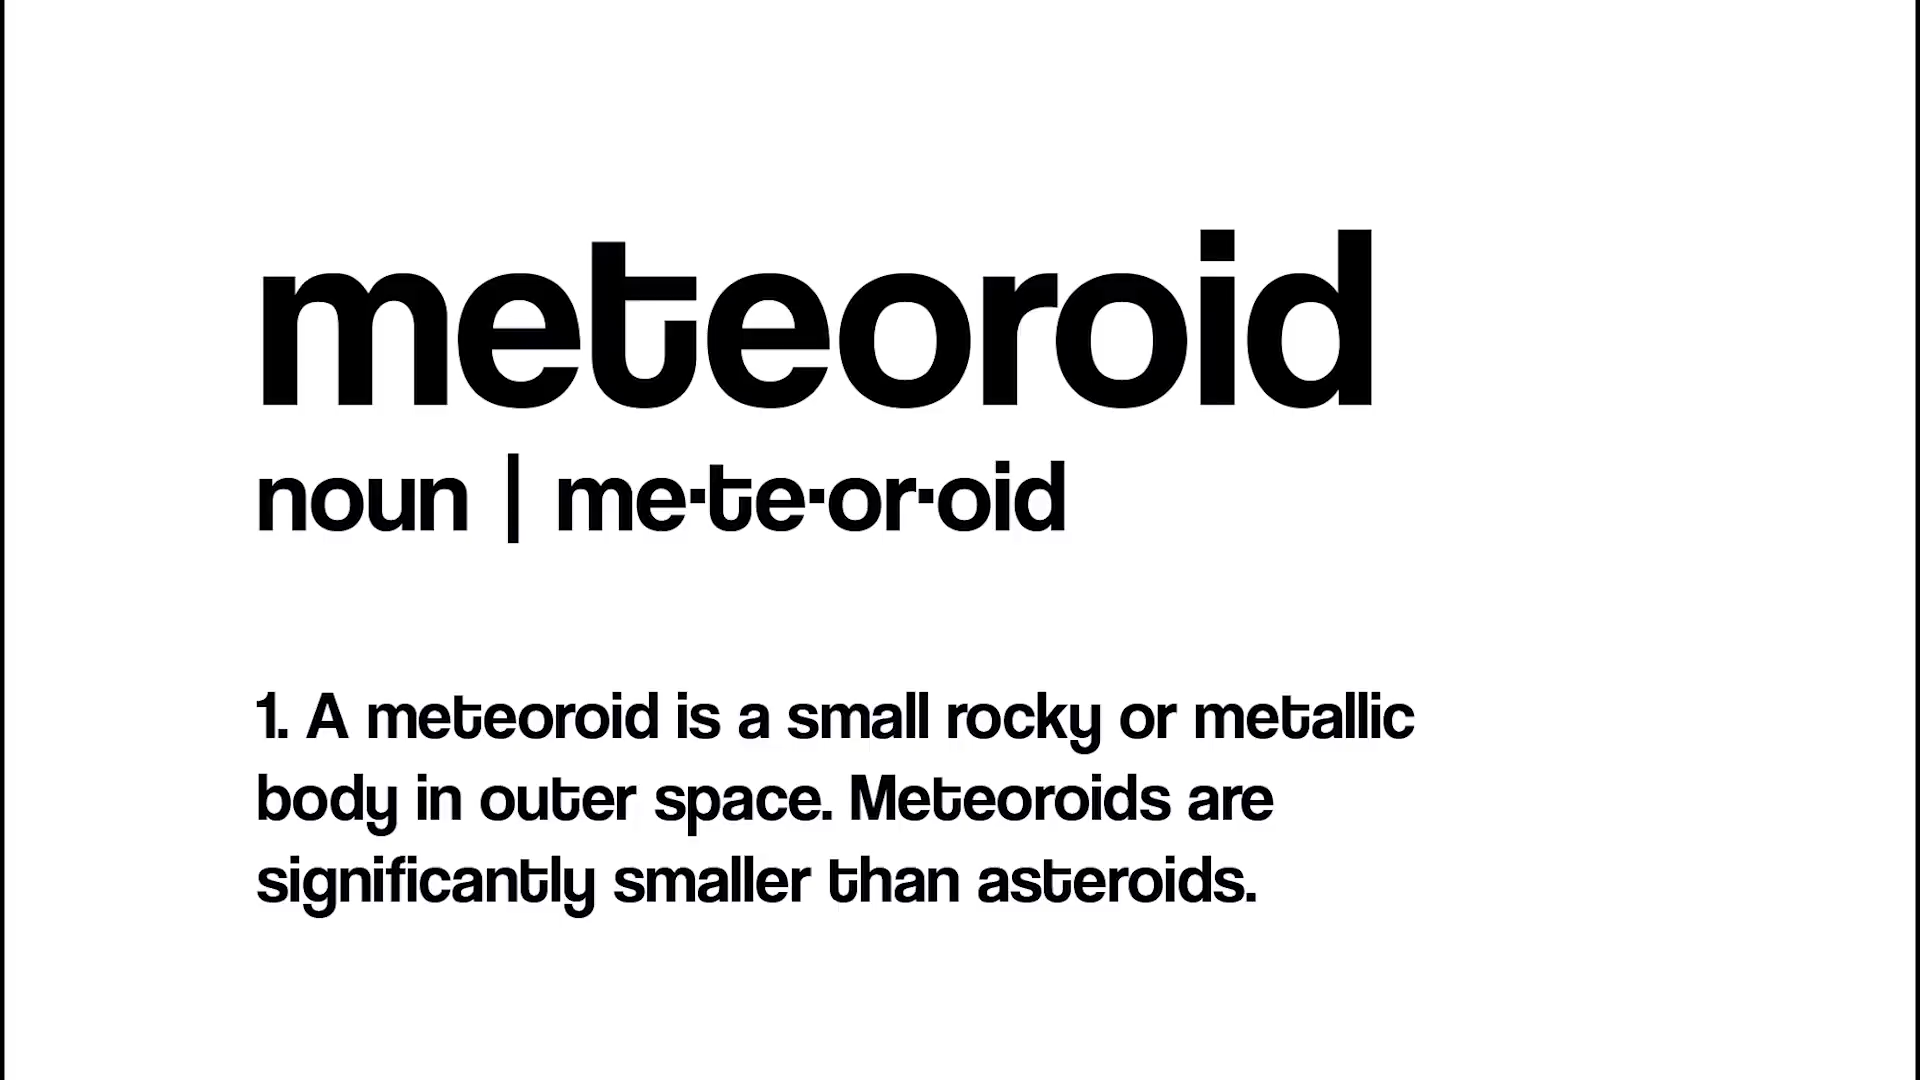 meteoroid
noun | me·te·or·oid
1. A meteoroid is a small rocky or metallic
body in outer space. Meteoroids are
significantly smaller than asteroids.